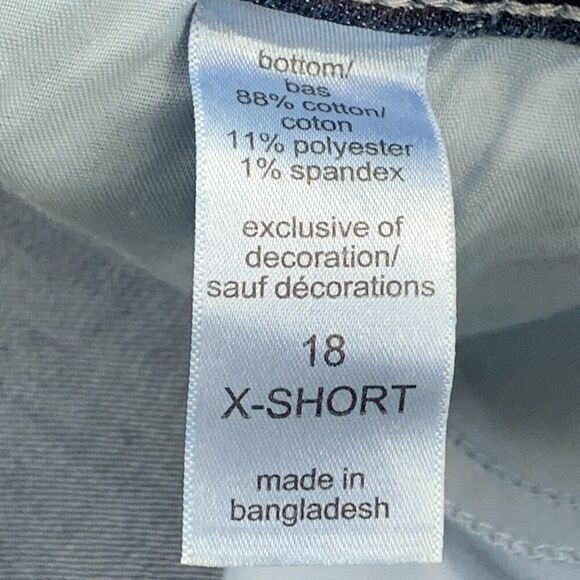 bottom/
bas
88% cotton/
coton
11% polyester
1% spandex
exclusive of
decoration/
sauf décorations
18
X-SHORT
made in
bangladesh